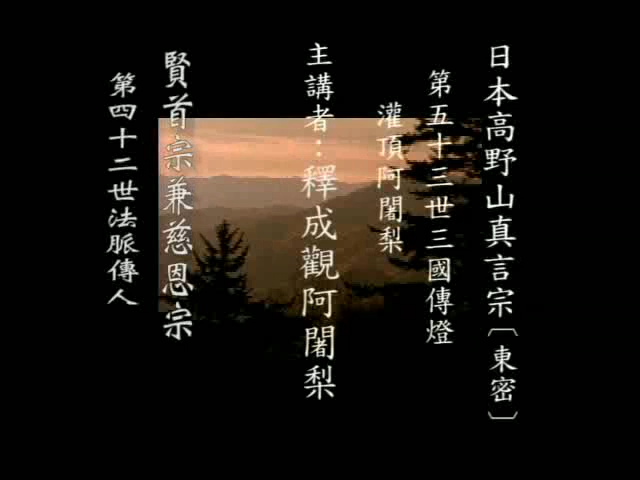 日本高野山真言宗〔東密〕
第五十三世三國傳燈
灌頂阿闍梨
主講者：釋成觀阿闍梨
賢首宗兼慈恩宗
第四十二世法脈傳人